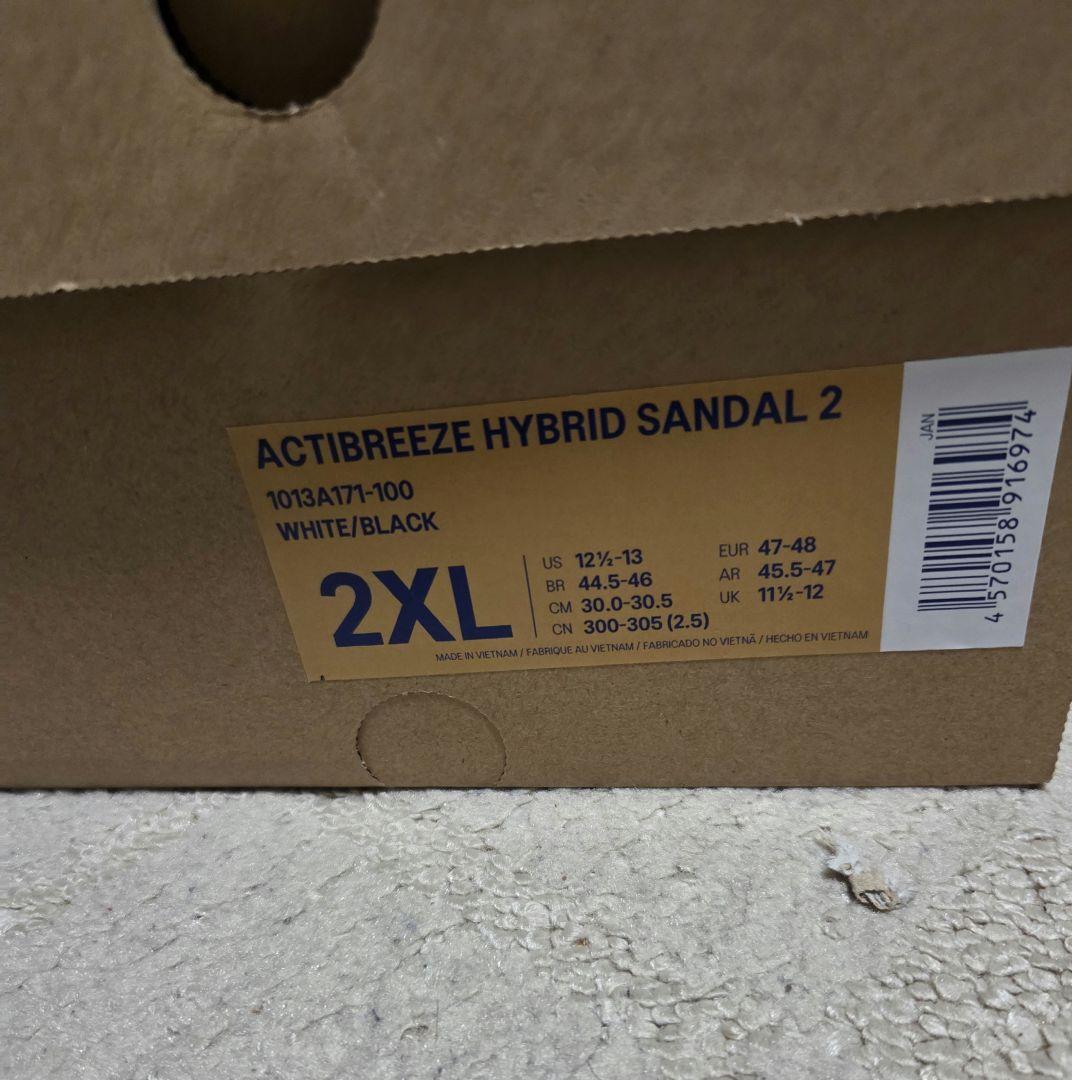 ACTIBREEZE HYBRID SANDAL 2
1013A171-100
WHITE/BLACK
2XL
US 12½-13
BR 44.5-46
CM 30.0-30.5
CN 300-305 (2.5)
EUR 47-48
AR 45.5-47
UK 11½-12
MADE IN VIETNAM / FABRIQUE AU VIETNAM / FABRICADO NO VIETNÃ / HECHO EN VIETNAM
JAN
4 570158 916974